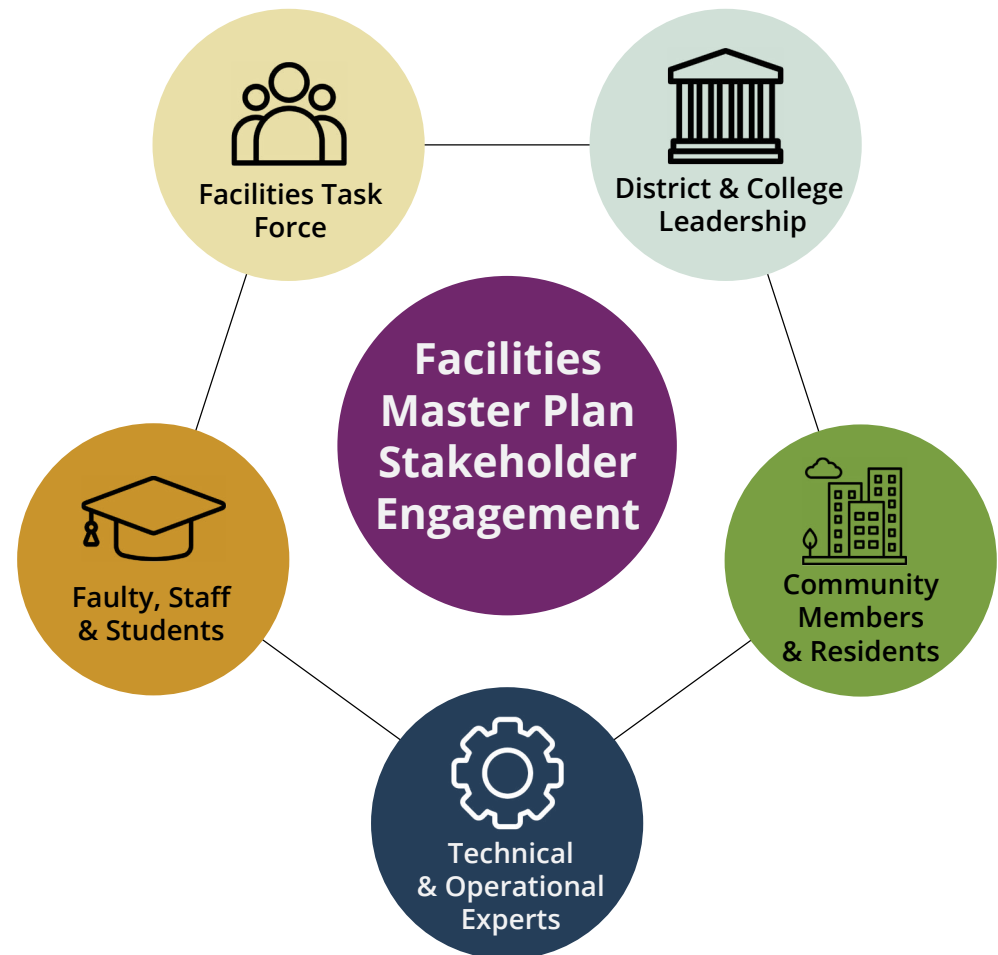 Facilities Task
Force
District & College
Leadership
Facilities
Master Plan
Stakeholder
Engagement
Faulty, Staff
& Students
Community
Members
& Residents
Technical
& Operational
Experts